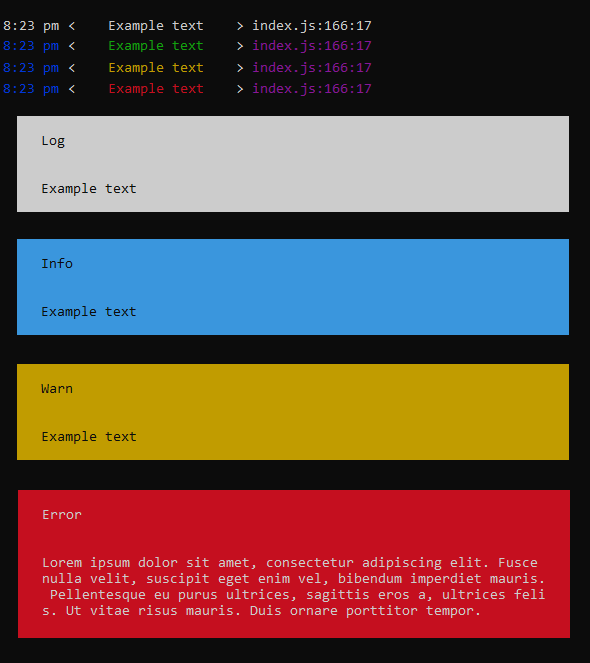 8:23 pm <    Example text    > index.js:166:17
8:23 pm <    Example text    > index.js:166:17
8:23 pm <    Example text    > index.js:166:17
8:23 pm <    Example text    > index.js:166:17
Log
Example text
Info
Example text
Warn
Example text
Error
Lorem ipsum dolor sit amet, consectetur adipiscing elit. Fusce
nulla velit, suscipit eget enim vel, bibendum imperdiet mauris.
 Pellentesque eu purus ultrices, sagittis eros a, ultrices feli
s. Ut vitae risus mauris. Duis ornare porttitor tempor.